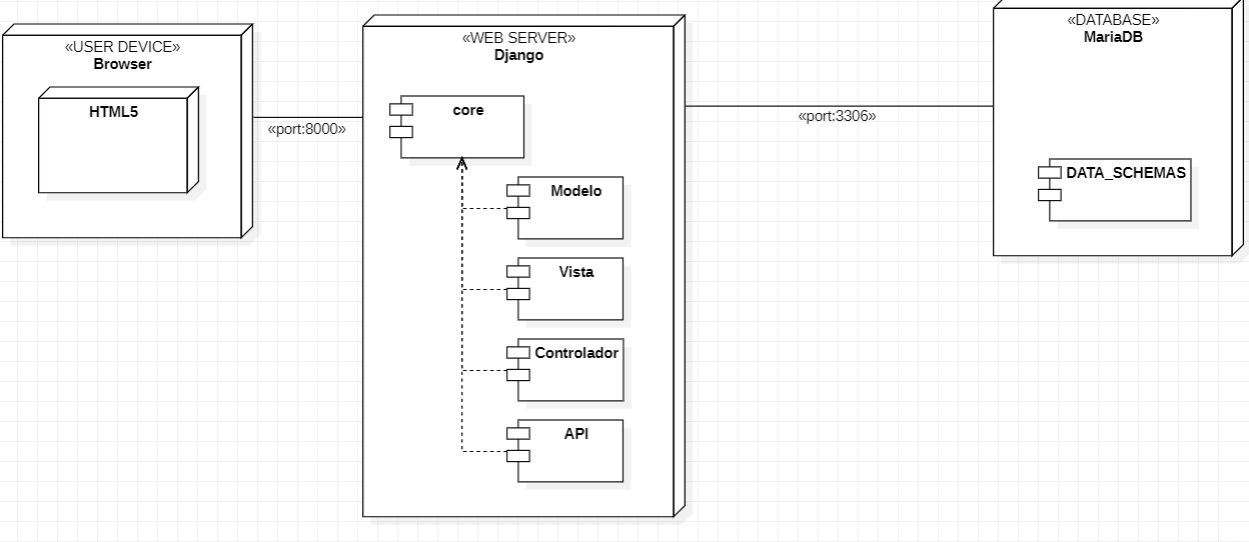 «USER DEVICE»
Browser
HTML5
«port:8000»
«WEB SERVER»
Django
core
Modelo
Vista
Controlador
API
«port:3306»
«DATABASE»
MariaDB
DATA_SCHEMAS